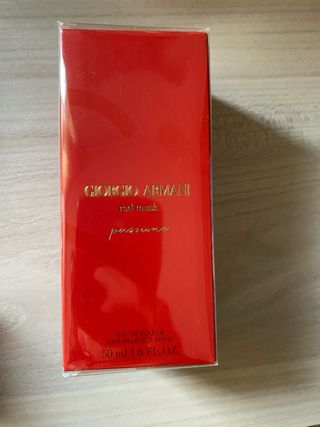 GIORGIO ARMANI
red musk
passione
EAU DE PARFUM
VAPORISATEUR SPRAY
50 ml 1.6 FL.OZ.